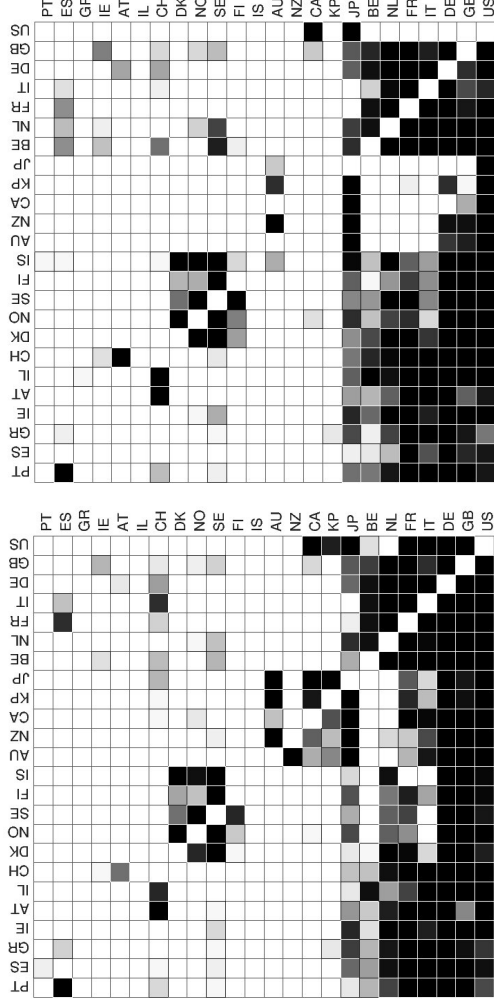 PT ES GR IE AT IL CH DK NO SE FI IS AU NZ CA KP JP BE NL FR IT DE GB US
US
GB
DE
IT
FR
NL
BE
JP
KP
CA
NZ
AU
IS
FI
SE
NO
DK
CH
IL
AT
IE
GR
ES
PT
PT ES GR IE AT IL CH DK NO SE FI IS AU NZ CA KP JP BE NL FR IT DE GB US
US
GB
DE
IT
FR
NL
BE
JP
KP
CA
NZ
AU
IS
FI
SE
NO
DK
CH
IL
AT
IE
GR
ES
PT